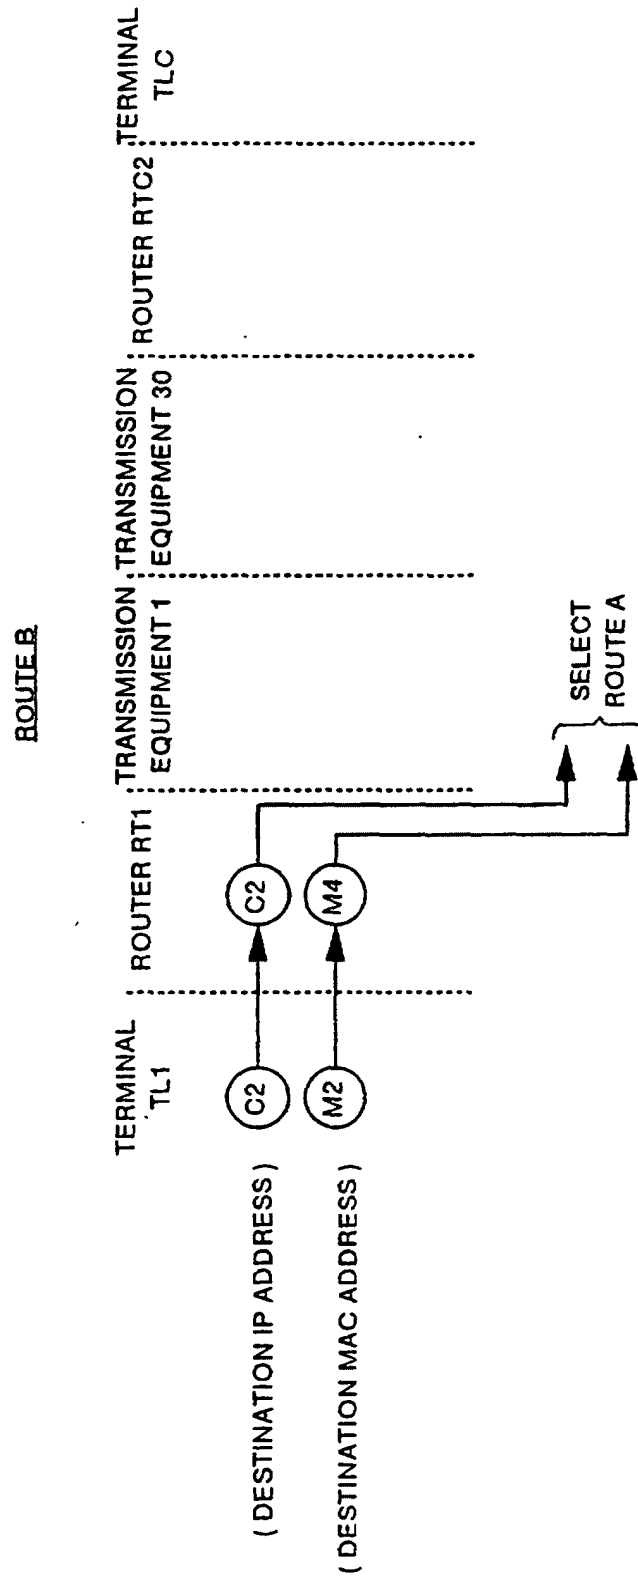 ROUTE B
TERMINAL
TL1
ROUTER RT1
TRANSMISSION
EQUIPMENT 1
TRANSMISSION
EQUIPMENT 30
ROUTER RTC2
TERMINAL
TLC
( DESTINATION IP ADDRESS )
C2
C2
( DESTINATION MAC ADDRESS )
M2
M4
SELECT
ROUTE A